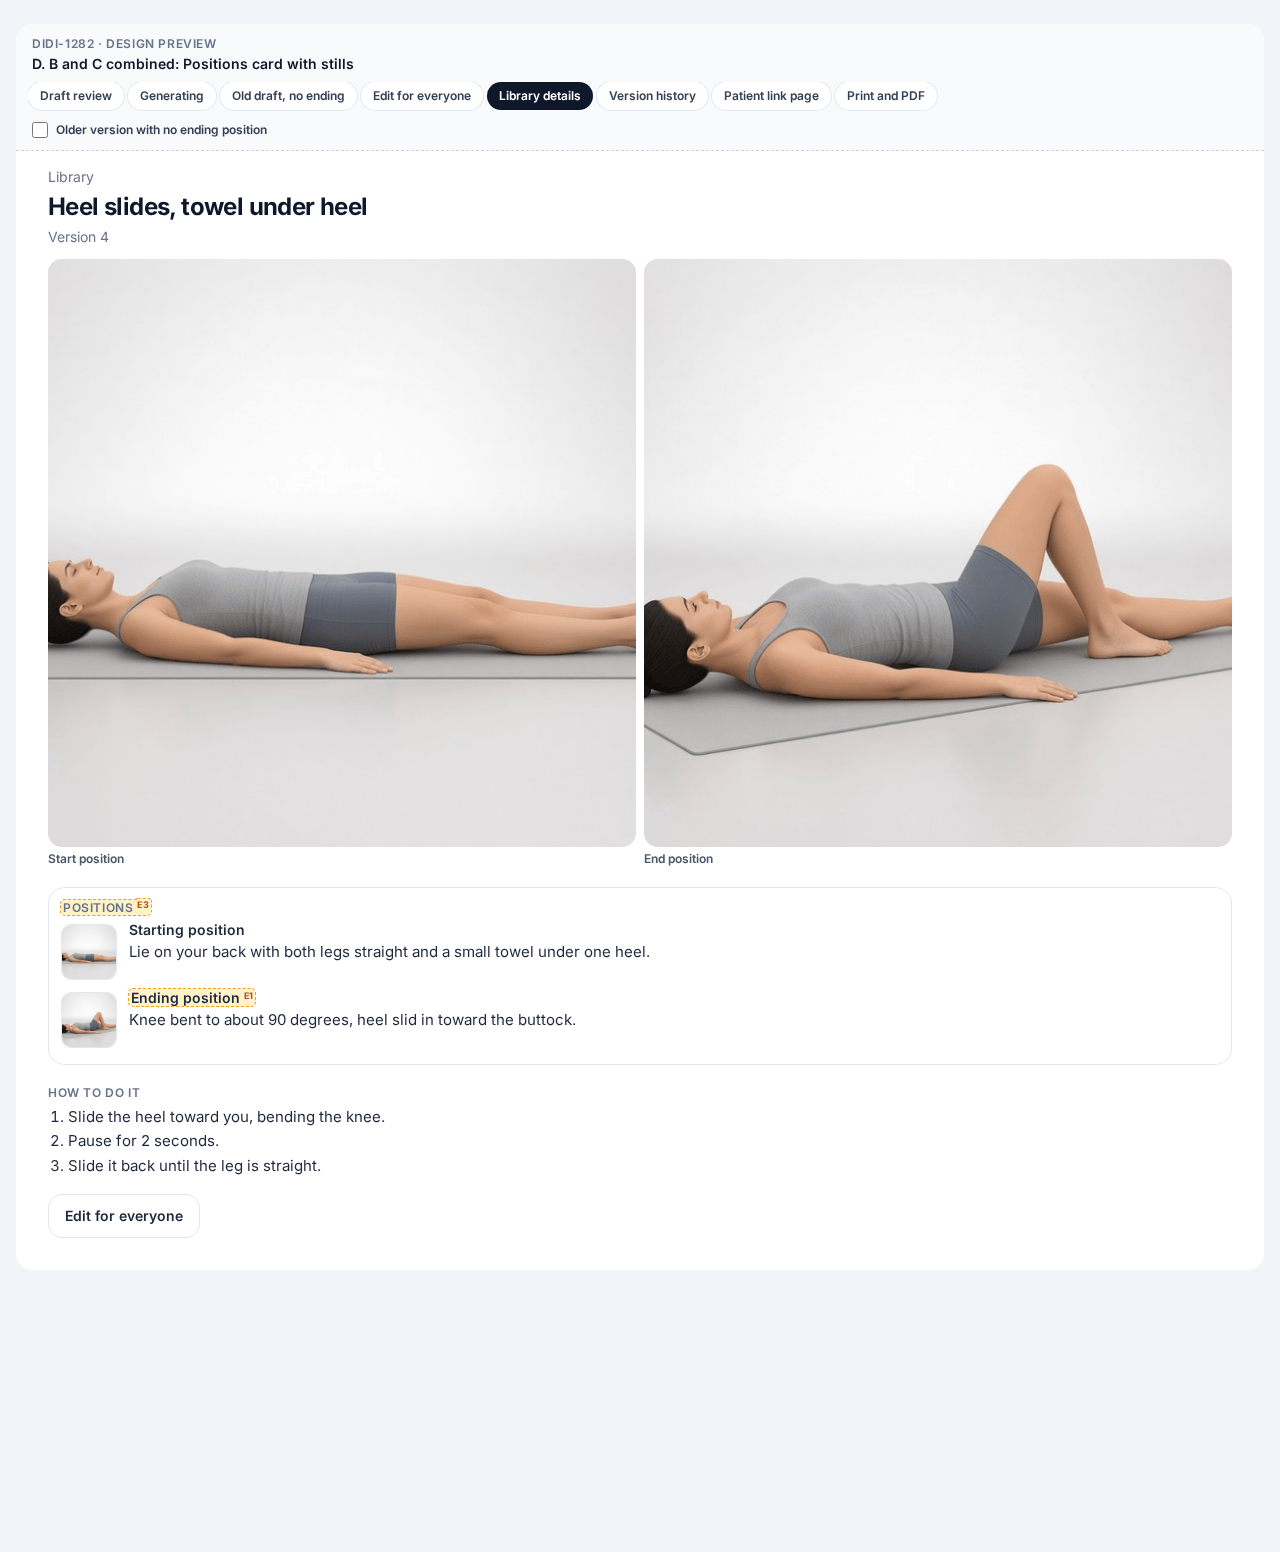 DIDI-1282 · DESIGN PREVIEW
D. B and C combined: Positions card with stills
Draft review
Generating
Old draft, no ending
Edit for everyone
Library details
Version history
Patient link page
Print and PDF
Older version with no ending position
Library
Heel slides, towel under heel
Version 4
Start position
End position
POSITIONS E3
Starting position
Lie on your back with both legs straight and a small towel under one heel.
Ending position E1
Knee bent to about 90 degrees, heel slid in toward the buttock.
HOW TO DO IT
1. Slide the heel toward you, bending the knee.
2. Pause for 2 seconds.
3. Slide it back until the leg is straight.
Edit for everyone